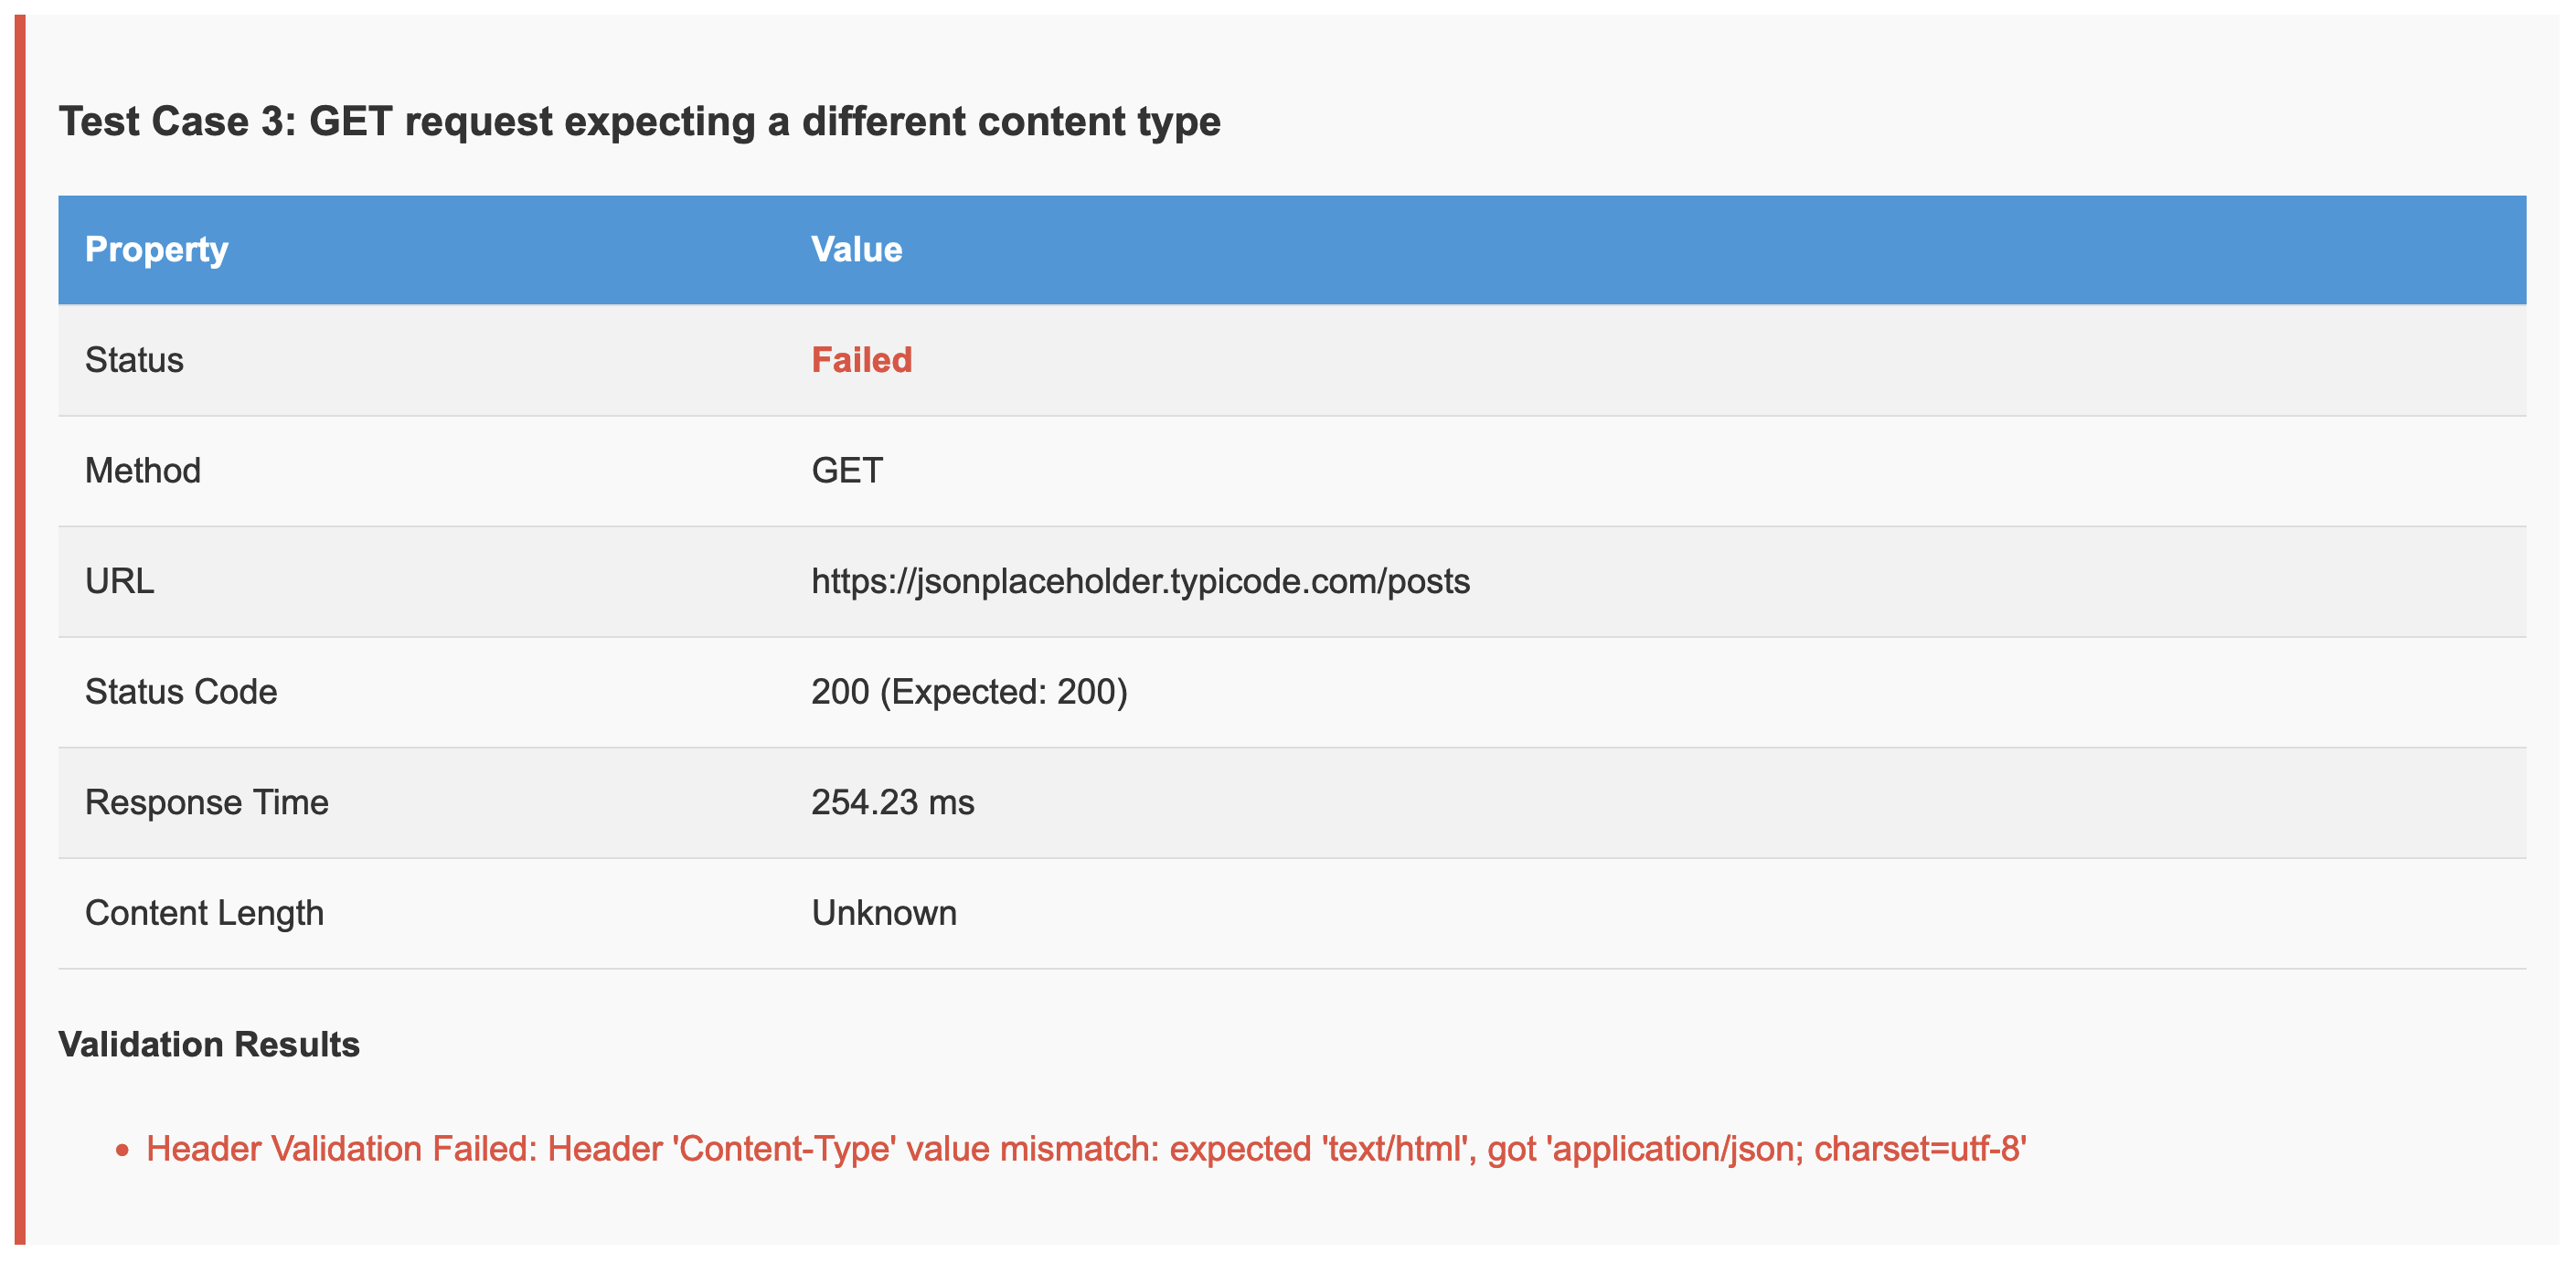 Test Case 3: GET request expecting a different content type
Property Value
Status Failed
Method GET
URL https://jsonplaceholder.typicode.com/posts
Status Code 200 (Expected: 200)
Response Time 254.23 ms
Content Length Unknown
Validation Results
• Header Validation Failed: Header 'Content-Type' value mismatch: expected 'text/html', got 'application/json; charset=utf-8'